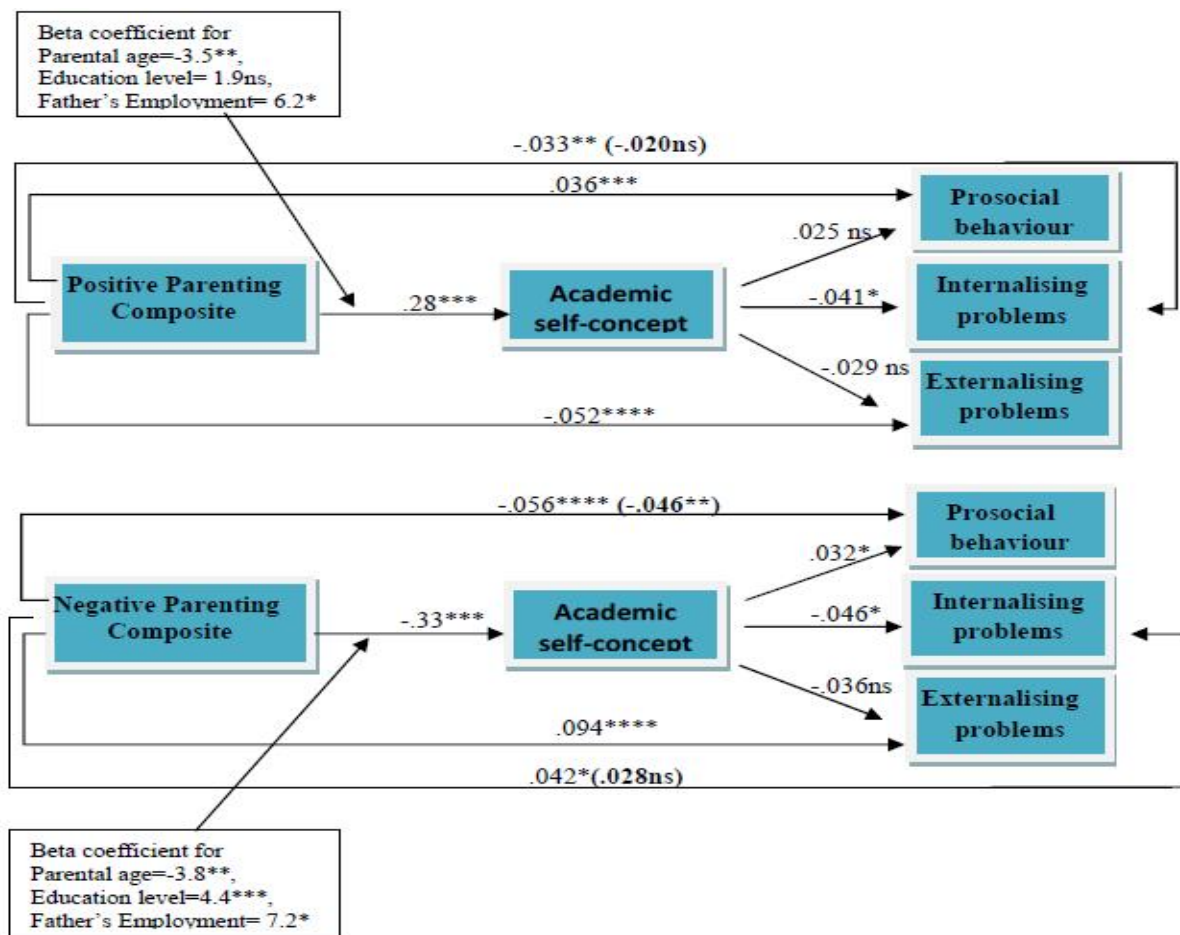 Beta coefficient for
Parental age=-3.5**,
Education level= 1.9ns,
Father's Employment= 6.2*
-.033** (-.020ns)
.036***
Prosocial
behaviour
.025 ns
Positive Parenting
Composite
.28***
Academic
self-concept
-.041*
Internalising
problems
-.029 ns
Externalising
problems
-.052****
-.056**** (-.046**)
Prosocial
behaviour
.032*
Negative Parenting
Composite
-.33***
Academic
self-concept
-.046*
Internalising
problems
-.036ns
Externalising
problems
.094****
.042*(.028ns)
Beta coefficient for
Parental age=-3.8**,
Education level=4.4***,
Father's Employment= 7.2*